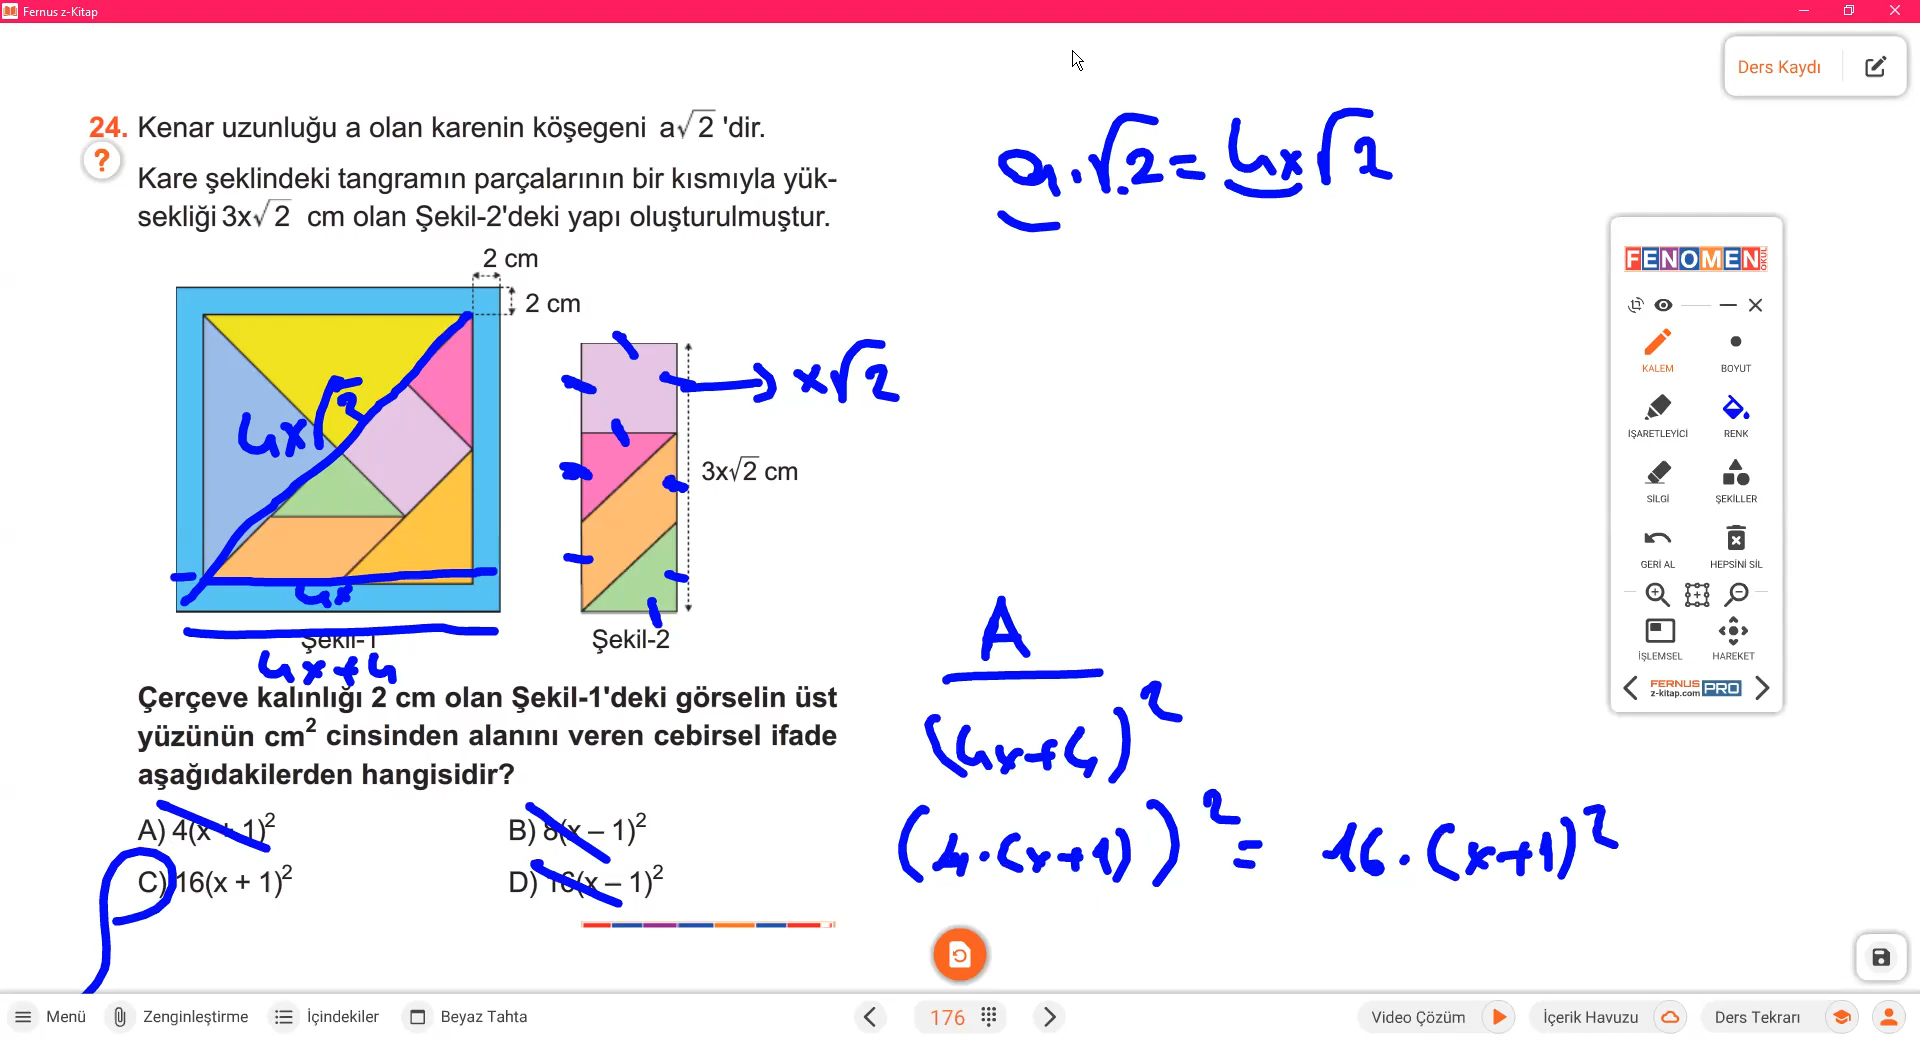 Fernus z-Kitap
Ders Kaydı
24. Kenar uzunluğu a olan karenin köşegeni a√2 'dir.
?
Kare şeklindeki tangramın parçalarının bir kısmıyla yük-
sekliği 3x√2 cm olan Şekil-2'deki yapı oluşturulmuştur.
a.√2 = 4x√2
2 cm
2 cm
4x√2
x√2
3x√2 cm
4x
Şekil-1
Şekil-2
4x+4
Çerçeve kalınlığı 2 cm olan Şekil-1'deki görselin üst
yüzünün cm² cinsinden alanını veren cebirsel ifade
aşağıdakilerden hangisidir?
A) 4(x + 1)²
B) 8(x – 1)²
C) 16(x + 1)²
D) 16(x – 1)²
A
(4x+4)²
(4.(x+1))² = 16.(x+1)²
FENOMEN OKUL
KALEM
BOYUT
İŞARETLEYİCİ
RENK
SİLGİ
ŞEKİLLER
GERİ AL
HEPSİNİ SİL
İŞLEMSEL
HAREKET
FERNUS
z-kitap.com PRO
Menü
Zenginleştirme
İçindekiler
Beyaz Tahta
176
Video Çözüm
İçerik Havuzu
Ders Tekrarı